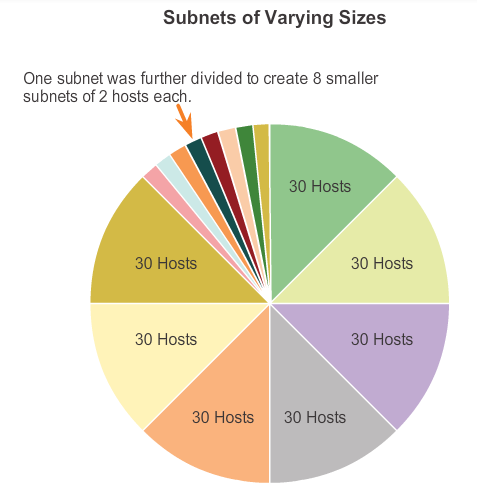 Subnets of Varying Sizes
One subnet was further divided to create 8 smaller
subnets of 2 hosts each.
30 Hosts
30 Hosts
30 Hosts
30 Hosts
30 Hosts
30 Hosts
30 Hosts